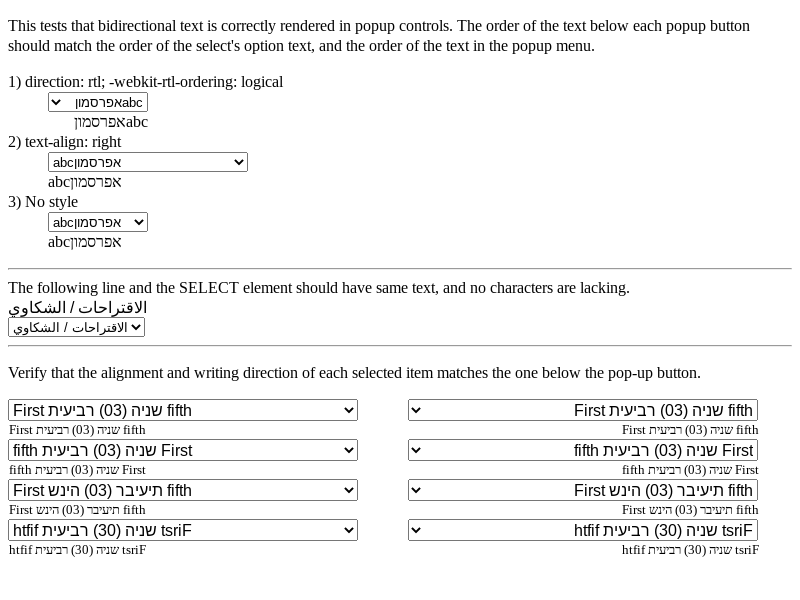 This tests that bidirectional text is correctly rendered in popup controls. The order of the text below each popup button
should match the order of the select's option text, and the order of the text in the popup menu.
1) direction: rtl; -webkit-rtl-ordering: logical
abcאפרסמון
abcאפרסמון
2) text-align: right
abcאפרסמון
abcאפרסמון
3) No style
abcאפרסמון
abcאפרסמון
The following line and the SELECT element should have same text, and no characters are lacking.
الاقتراحات / الشكاوي
الاقتراحات / الشكاوي
Verify that the alignment and writing direction of each selected item matches the one below the pop-up button.
First שניה (03) רביעית fifth
First שניה (03) רביעית fifth
First שניה (03) רביעית fifth
First שניה (03) רביעית fifth
fifth שניה (03) רביעית First
fifth שניה (03) רביעית First
fifth שניה (03) רביעית First
fifth שניה (03) רביעית First
First תיעיבר (03) הינש fifth
First תיעיבר (03) הינש fifth
First תיעיבר (03) הינש fifth
First תיעיבר (03) הינש fifth
htfif שניה (30) רביעית tsriF
htfif שניה (30) רביעית tsriF
htfif שניה (30) רביעית tsriF
htfif שניה (30) רביעית tsriF